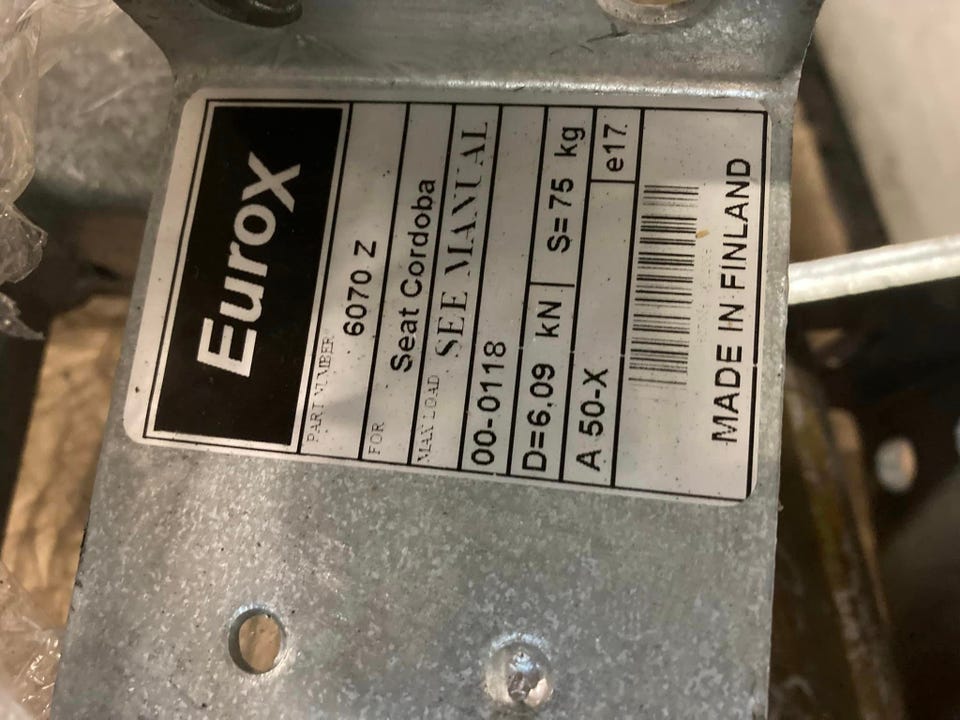 Eurox
PART NUMBER
6070 Z
FOR
Seat Cordoba
MAX LOAD SEE MANUAL
00-0118
D=6,09 kN S=75 kg
A 50-X e17
MADE IN FINLAND